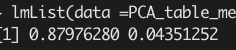 > lmList(data =PCA_table_me
[1] 0.87976280 0.04351252